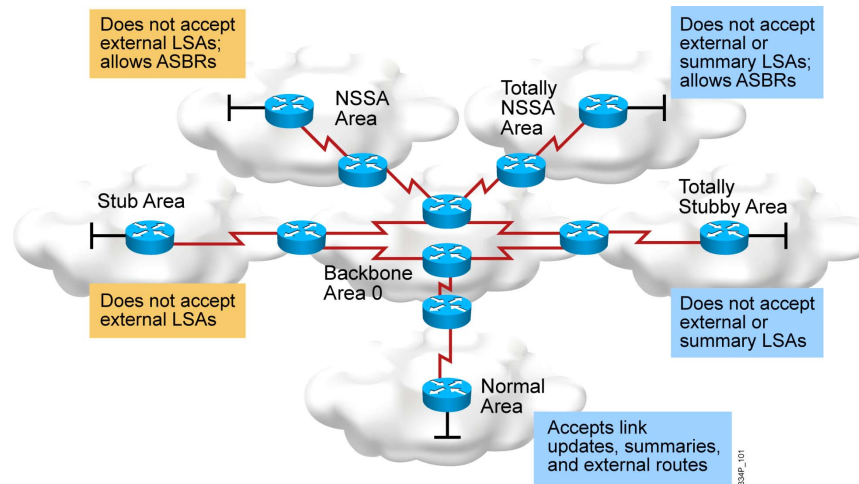 Does not accept
external LSAs;
allows ASBRs
Does not accept
external or
summary LSAs;
allows ASBRs
NSSA
Area
Totally
NSSA
Area
Stub Area
Totally
Stubby Area
Backbone
Area 0
Does not accept
external LSAs
Does not accept
external or
summary LSAs
Normal
Area
Accepts link
updates, summaries,
and external routes
334P_101